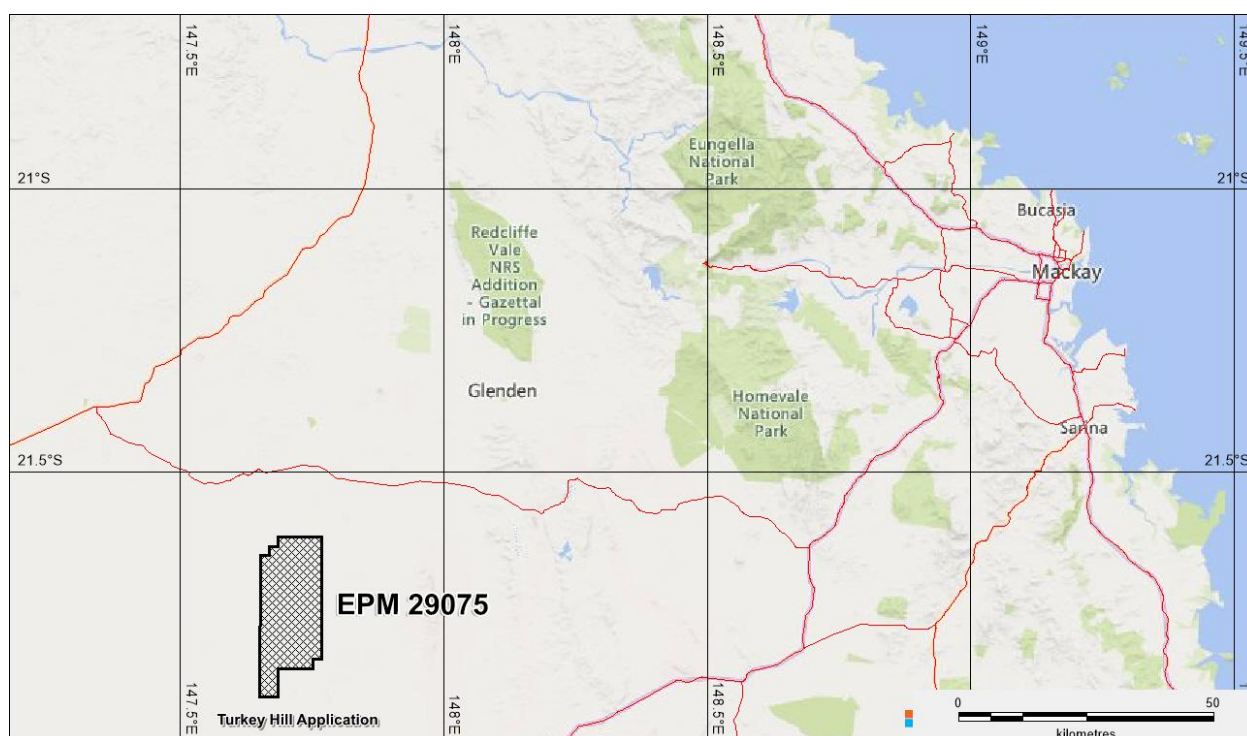 147.5°E
148°E
148.5°E
149°E
149.5°E
Eungella
National
Park
21°S
21°S
Bucasia
Redcliffe
Vale
NRS
Addition
- Gazettal
in Progress
Mackay
Glenden
Homevale
National
Park
Sarina
21.5°S
21.5°S
EPM 29075
147.5°E
148°E
148.5°E
Turkey Hill Application
0
50
kilometres